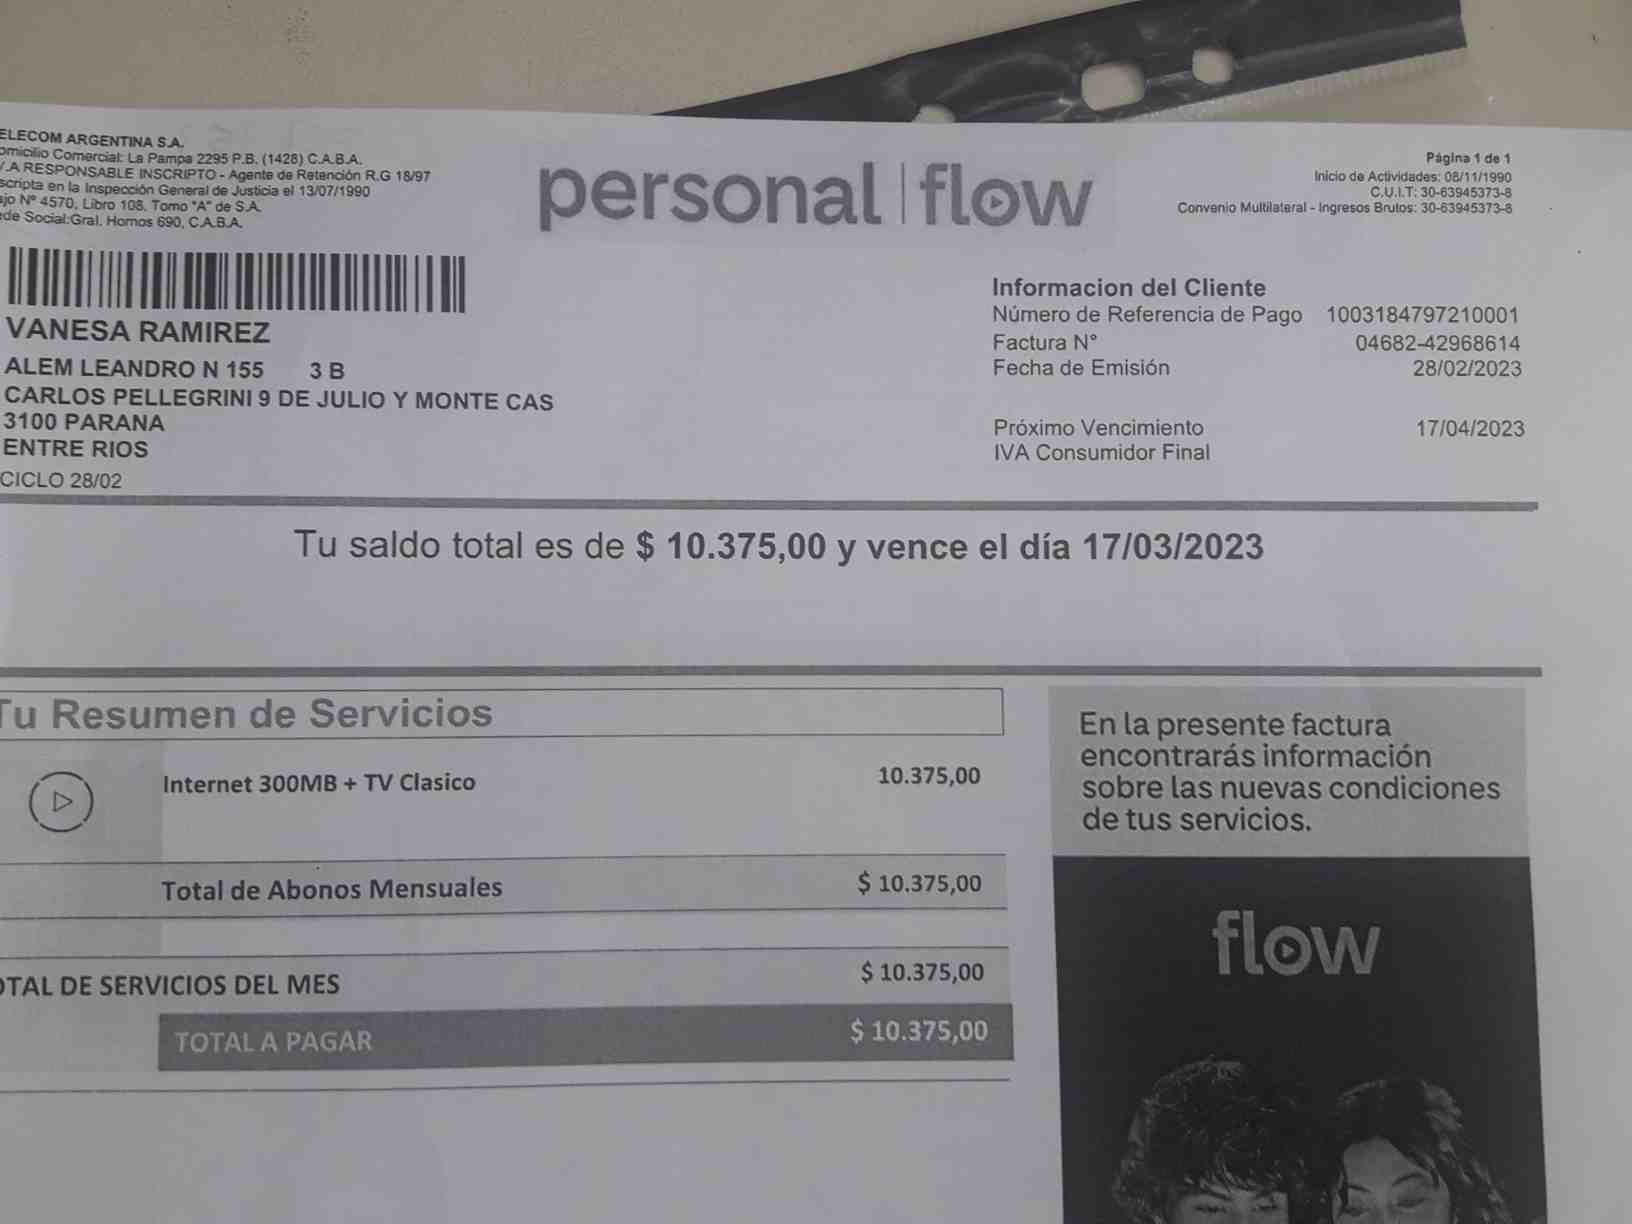 ELECOM ARGENTINA S.A.
omicilio Comercial: La Pampa 2295 P.B. (1428) C.A.B.A.
V.A RESPONSABLE INSCRIPTO - Agente de Retención R.G 18/97
scripta en la Inspección General de Justicia el 13/07/1990
ajo Nº 4570, Libro 108, Tomo "A" de S.A.
ede Social:Gral. Hornos 690, C.A.B.A.
personal | flow
Página 1 de 1
Inicio de Actividades: 08/11/1990
C.U.I.T: 30-63945373-8
Convenio Multilateral - Ingresos Brutos: 30-63945373-8
VANESA RAMIREZ
ALEM LEANDRO N 155 3 B
CARLOS PELLEGRINI 9 DE JULIO Y MONTE CAS
3100 PARANA
ENTRE RIOS
CICLO 28/02
Informacion del Cliente
Número de Referencia de Pago 1003184797210001
Factura N° 04682-42968614
Fecha de Emisión 28/02/2023
Próximo Vencimiento 17/04/2023
IVA Consumidor Final
Tu saldo total es de $ 10.375,00 y vence el día 17/03/2023
Tu Resumen de Servicios
Internet 300MB + TV Clasico 10.375,00
Total de Abonos Mensuales $ 10.375,00
OTAL DE SERVICIOS DEL MES $ 10.375,00
TOTAL A PAGAR $ 10.375,00
En la presente factura
encontrarás información
sobre las nuevas condiciones
de tus servicios.
flow